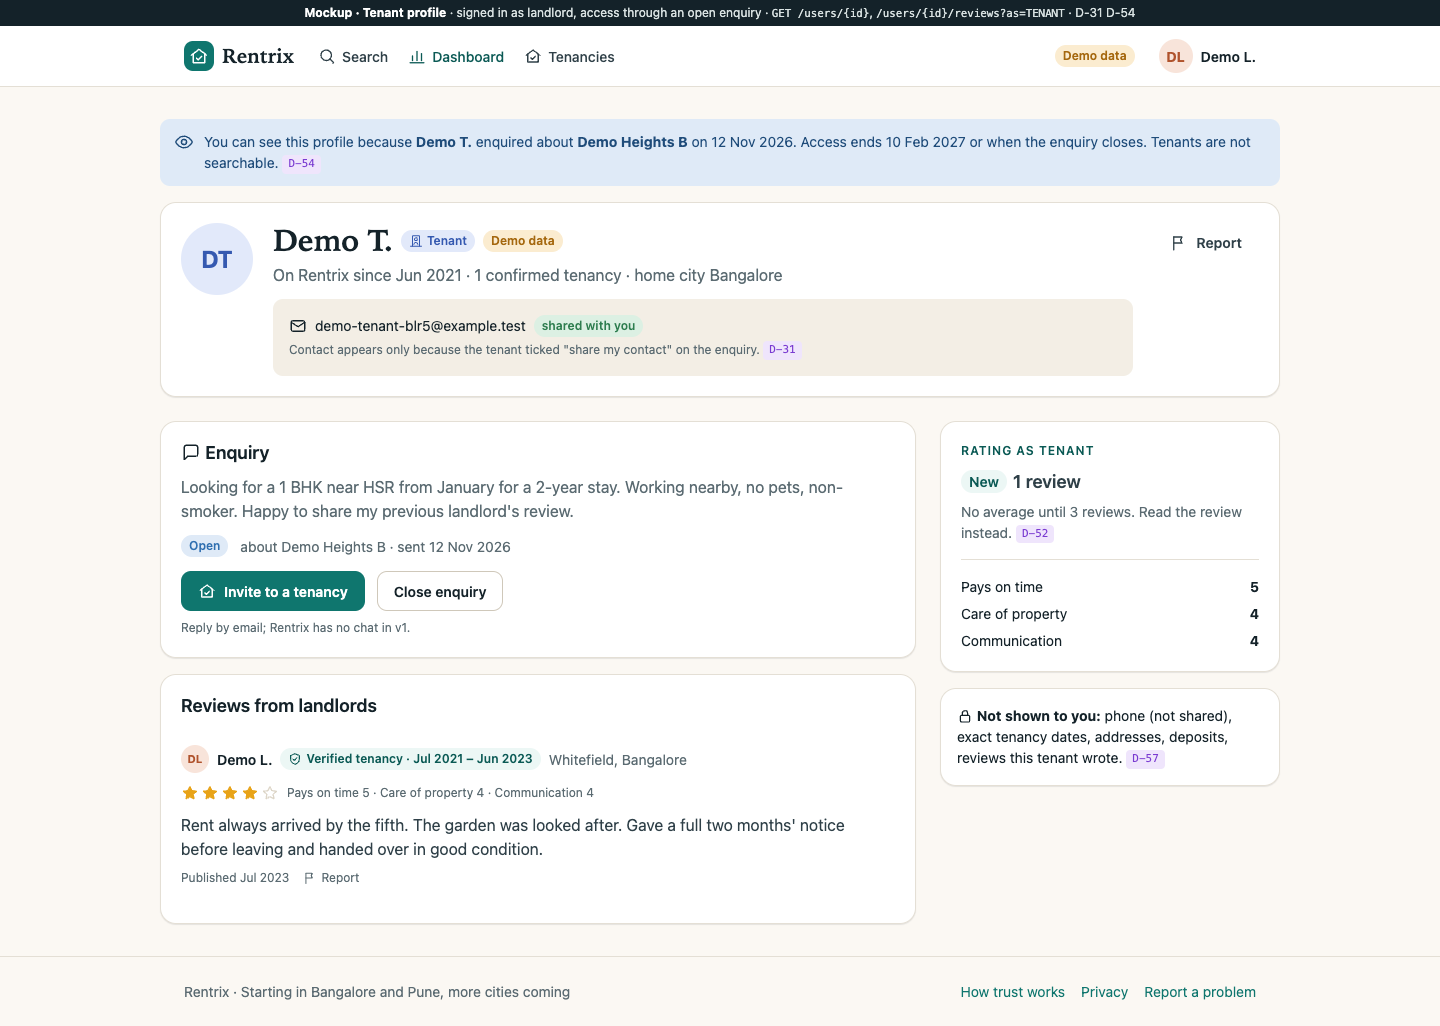 Mockup · Tenant profile · signed in as landlord, access through an open enquiry · GET /users/{id}, /users/{id}/reviews?as=TENANT · D-31 D-54
Rentrix
Search
Dashboard
Tenancies
Demo data
DL
Demo L.
You can see this profile because Demo T. enquired about Demo Heights B on 12 Nov 2026. Access ends 10 Feb 2027 or when the enquiry closes. Tenants are not
searchable. D-54
DT
Demo T.
Tenant
Demo data
Report
On Rentrix since Jun 2021 · 1 confirmed tenancy · home city Bangalore
demo-tenant-blr5@example.test shared with you
Contact appears only because the tenant ticked "share my contact" on the enquiry. D-31
Enquiry
Looking for a 1 BHK near HSR from January for a 2-year stay. Working nearby, no pets, non-
smoker. Happy to share my previous landlord's review.
Open about Demo Heights B · sent 12 Nov 2026
Invite to a tenancy
Close enquiry
Reply by email; Rentrix has no chat in v1.
RATING AS TENANT
New 1 review
No average until 3 reviews. Read the review
instead. D-52
Pays on time 5
Care of property 4
Communication 4
Not shown to you: phone (not shared),
exact tenancy dates, addresses, deposits,
reviews this tenant wrote. D-57
Reviews from landlords
DL Demo L. Verified tenancy · Jul 2021 – Jun 2023 Whitefield, Bangalore
Pays on time 5 · Care of property 4 · Communication 4
Rent always arrived by the fifth. The garden was looked after. Gave a full two months' notice
before leaving and handed over in good condition.
Published Jul 2023 Report
Rentrix · Starting in Bangalore and Pune, more cities coming
How trust works Privacy Report a problem